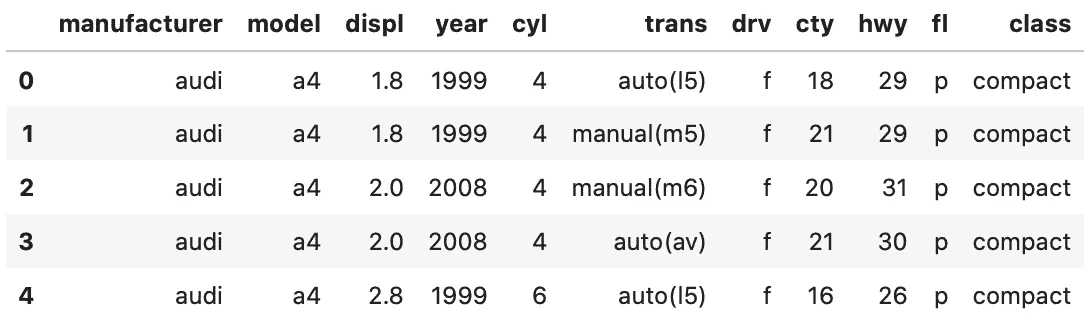 manufacturer model displ year cyl trans drv cty hwy fl class
0 audi a4 1.8 1999 4 auto(l5) f 18 29 p compact
1 audi a4 1.8 1999 4 manual(m5) f 21 29 p compact
2 audi a4 2.0 2008 4 manual(m6) f 20 31 p compact
3 audi a4 2.0 2008 4 auto(av) f 21 30 p compact
4 audi a4 2.8 1999 6 auto(l5) f 16 26 p compact